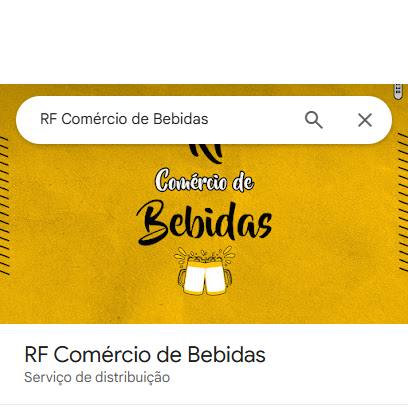 RF Comércio de Bebidas
RF
Comércio de
Bebidas
RF Comércio de Bebidas
Serviço de distribuição